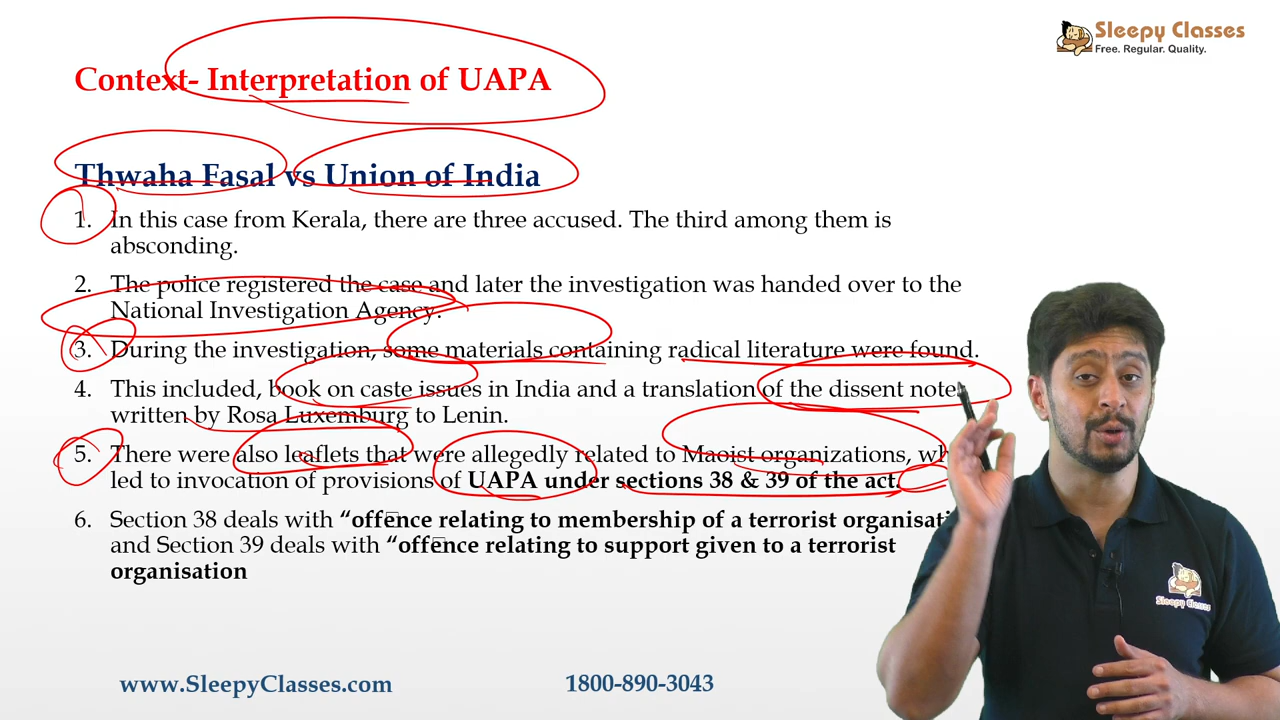 Sleepy Classes
Free. Regular. Quality.
Context- Interpretation of UAPA
Thwaha Fasal vs Union of India
1. In this case from Kerala, there are three accused. The third among them is
absconding.
2. The police registered the case and later the investigation was handed over to the
National Investigation Agency.
3. During the investigation, some materials containing radical literature were found.
4. This included, book on caste issues in India and a translation of the dissent notes
written by Rosa Luxemburg to Lenin.
5. There were also leaflets that were allegedly related to Maoist organizations,
led to invocation of provisions of UAPA under sections 38 & 39 of the act.
6. Section 38 deals with “offence relating to membership of a terrorist
and Section 39 deals with “offence relating to support given to a terrorist
organisation
Sleepy Classes
www.SleepyClasses.com
1800-890-3043